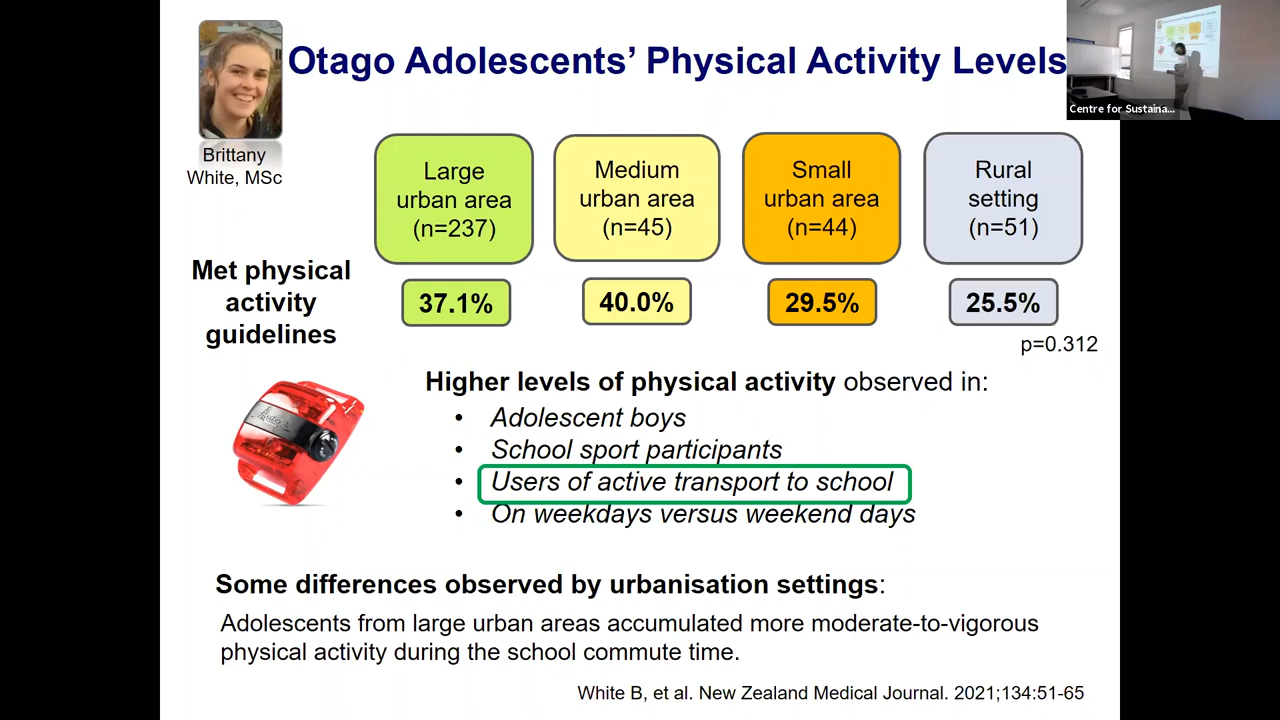 Otago Adolescents’ Physical Activity Levels
Centre for Sustaina...
Brittany
White, MSc
Large
urban area
(n=237)
Medium
urban area
(n=45)
Small
urban area
(n=44)
Rural
setting
(n=51)
Met physical
activity
guidelines
37.1%
40.0%
29.5%
25.5%
p=0.312
Higher levels of physical activity observed in:
• Adolescent boys
• School sport participants
• Users of active transport to school
• On weekdays versus weekend days
Some differences observed by urbanisation settings:
Adolescents from large urban areas accumulated more moderate-to-vigorous
physical activity during the school commute time.
White B, et al. New Zealand Medical Journal. 2021;134:51-65